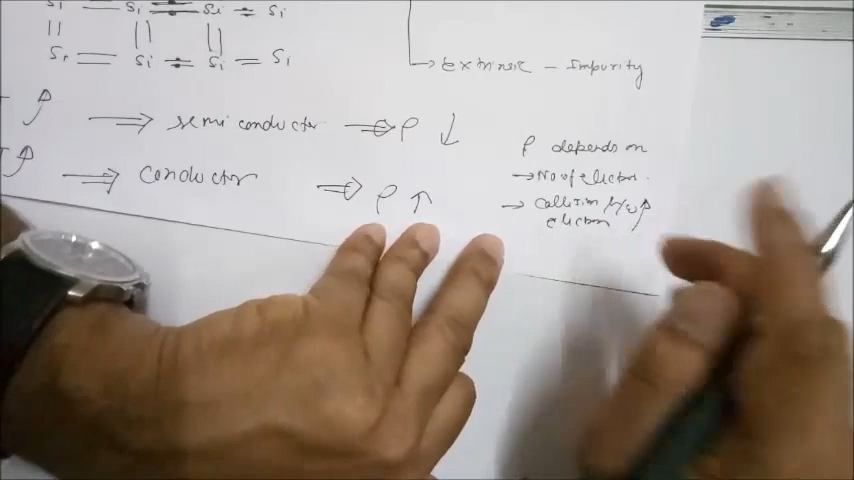 Si = Si = Si = Si
|| || ||
Si = Si = Si = Si
→ extrinsic - Impurity
T ↑ ⇒ semiconductor ⇒ ρ ↓
T ↑ ⇒ conductor ⇒ ρ ↑
ρ depends on
→ No of electron.
→ Collision b/w ↑
electron